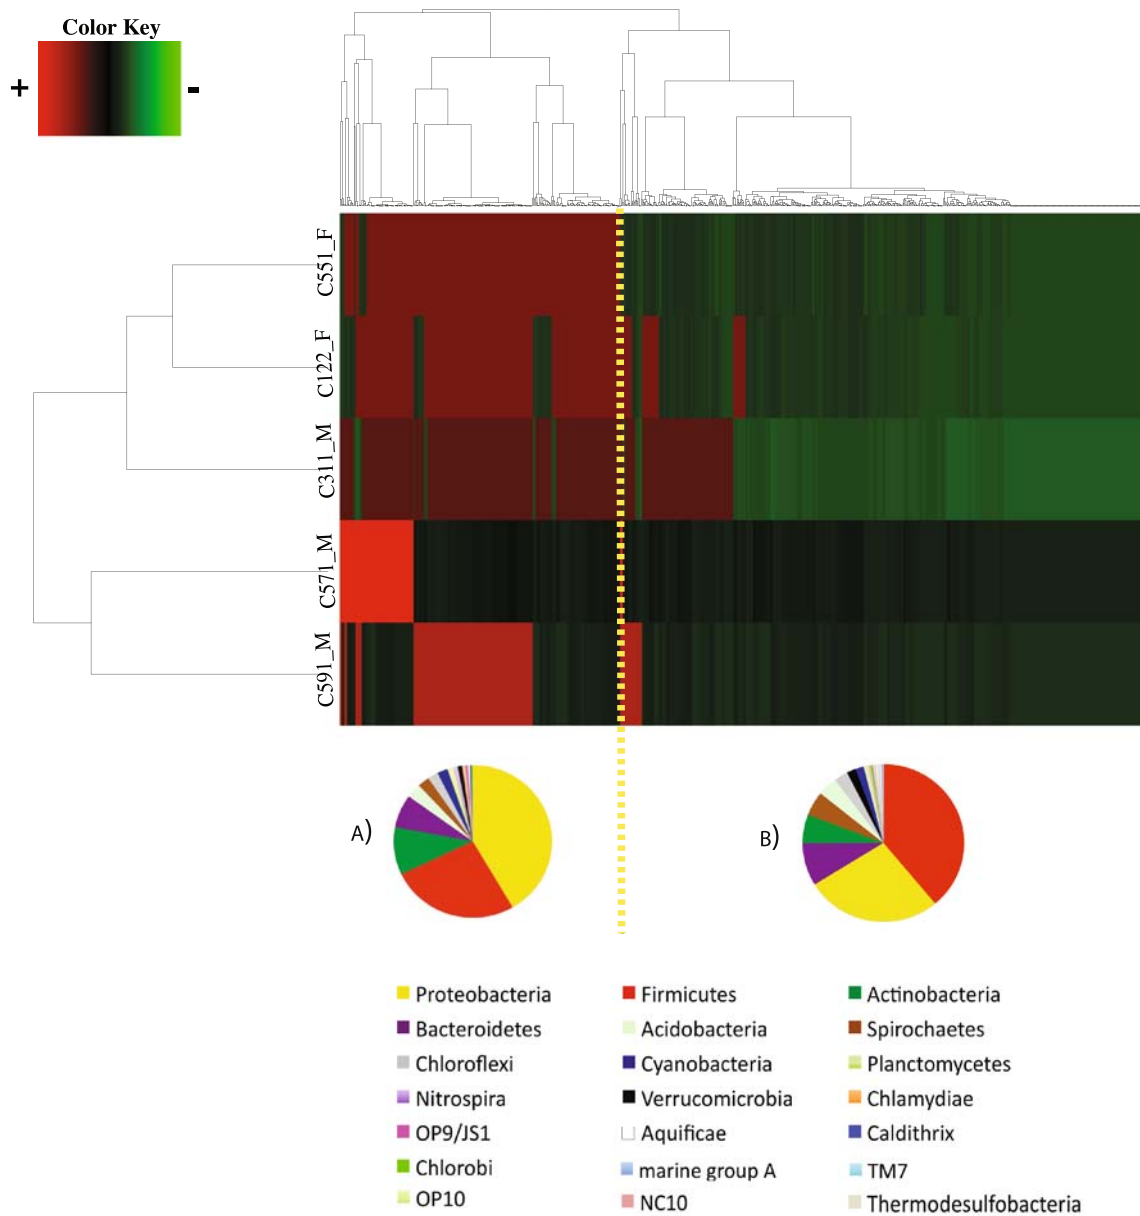 Color Key
+ -
C551_F
C122_F
C311_M
C571_M
C591_M
A) B)
Proteobacteria Firmicutes Actinobacteria
Bacteroidetes Acidobacteria Spirochaetes
Chloroflexi Cyanobacteria Planctomycetes
Nitrospira Verrucomicrobia Chlamydiae
OP9/JS1 Aquificae Caldithrix
Chlorobi marine group A TM7
OP10 NC10 Thermodesulfobacteria